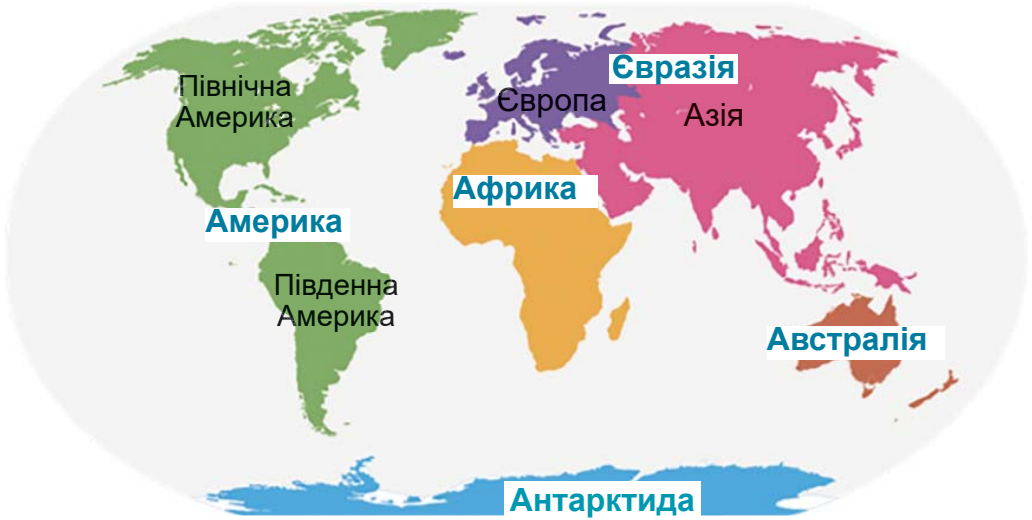 Північна
Америка
Америка
Південна
Америка
Євразія
Європа
Азія
Африка
Австралія
Антарктида